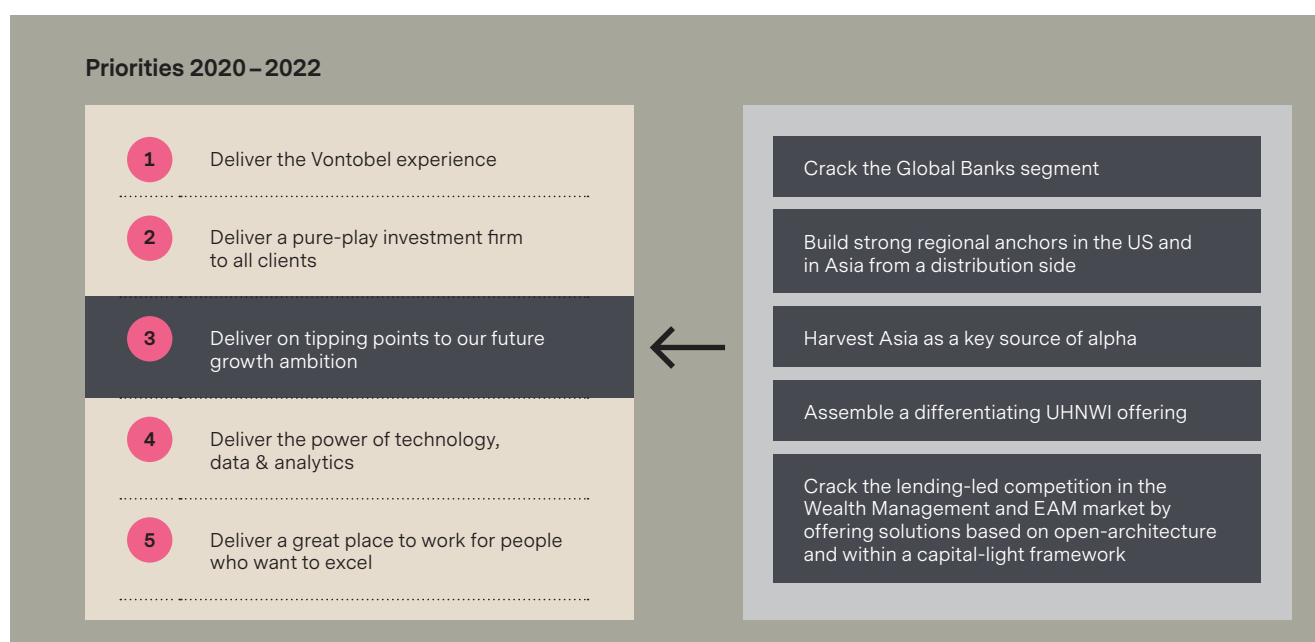 Priorities 2020–2022
1
Deliver the Vontobel experience
2
Deliver a pure-play investment firm
to all clients
3
Deliver on tipping points to our future
growth ambition
4
Deliver the power of technology,
data & analytics
5
Deliver a great place to work for people
who want to excel
Crack the Global Banks segment
Build strong regional anchors in the US and
in Asia from a distribution side
Harvest Asia as a key source of alpha
Assemble a differentiating UHNWI offering
Crack the lending-led competition in the
Wealth Management and EAM market by
offering solutions based on open-architecture
and within a capital-light framework